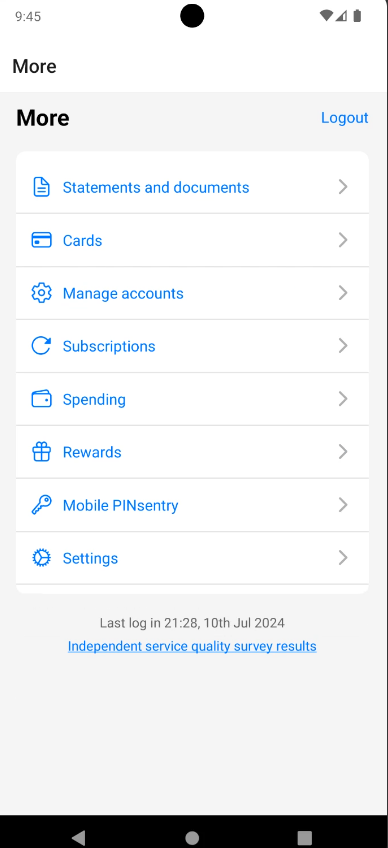 9:45
More
More
Logout
Statements and documents
Cards
Manage accounts
Subscriptions
Spending
Rewards
Mobile PINsentry
Settings
Last log in 21:28, 10th Jul 2024
Independent service quality survey results